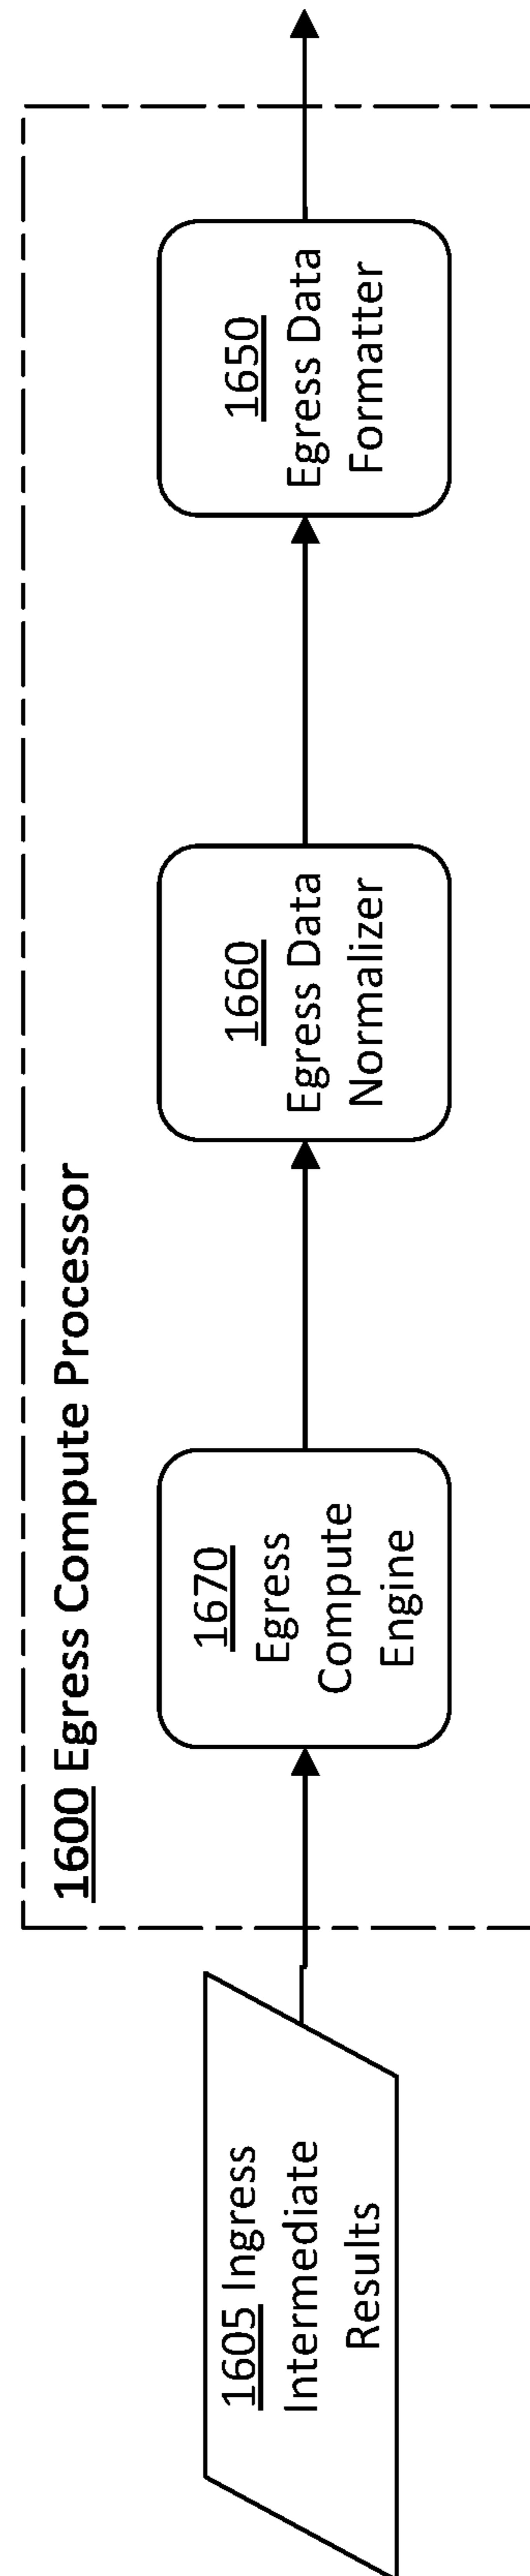 1600 Egress Compute Processor
1605 Ingress
Intermediate
Results
1670
Egress
Compute
Engine
1660
Egress Data
Normalizer
1650
Egress Data
Formatter